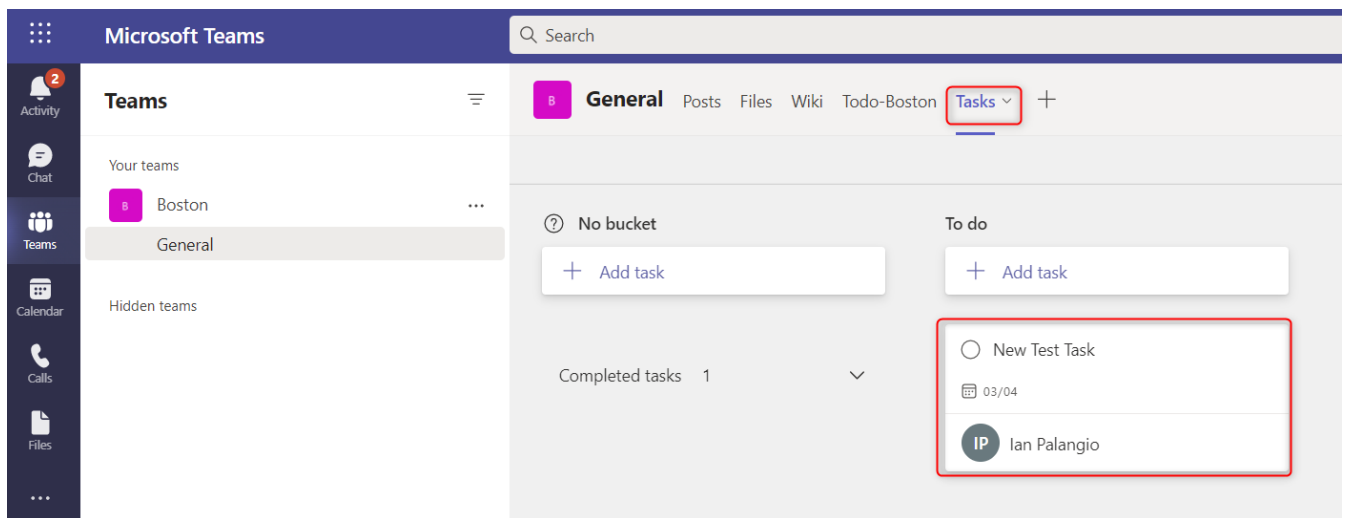 Microsoft Teams
Search
2
Activity
Chat
Teams
Calendar
Calls
Files
...
Teams
Your teams
B Boston ...
General
Hidden teams
B General Posts Files Wiki Todo-Boston Tasks +
? No bucket
+ Add task
Completed tasks 1
To do
+ Add task
New Test Task
03/04
IP Ian Palangio